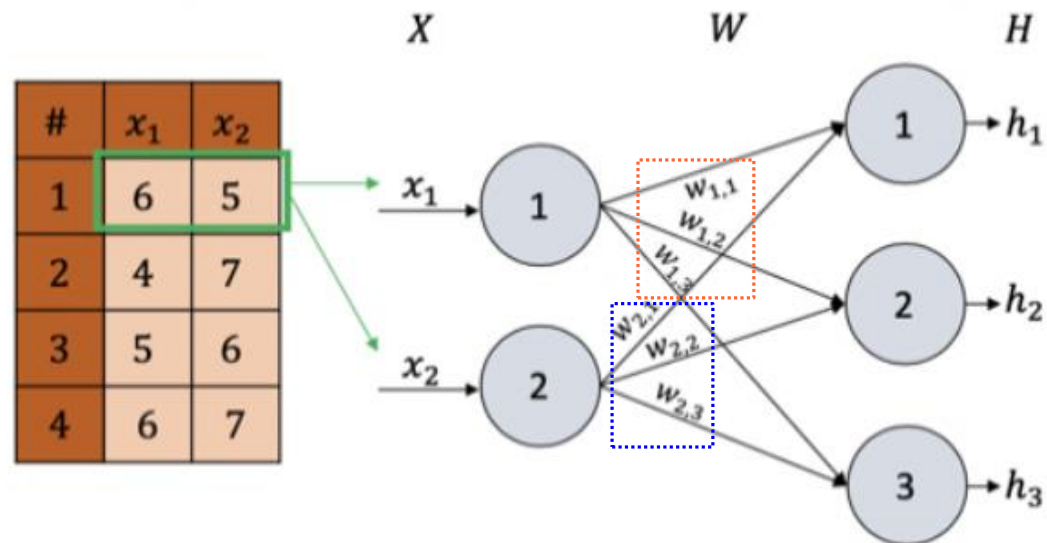 X W H
# x₁ x₂
1 6 5
2 4 7
3 5 6
4 6 7
x₁
x₂
1
2
w₁,₁
w₁,₂
w₁,₃
w₂,₁
w₂,₂
w₂,₃
1 h₁
2 h₂
3 h₃